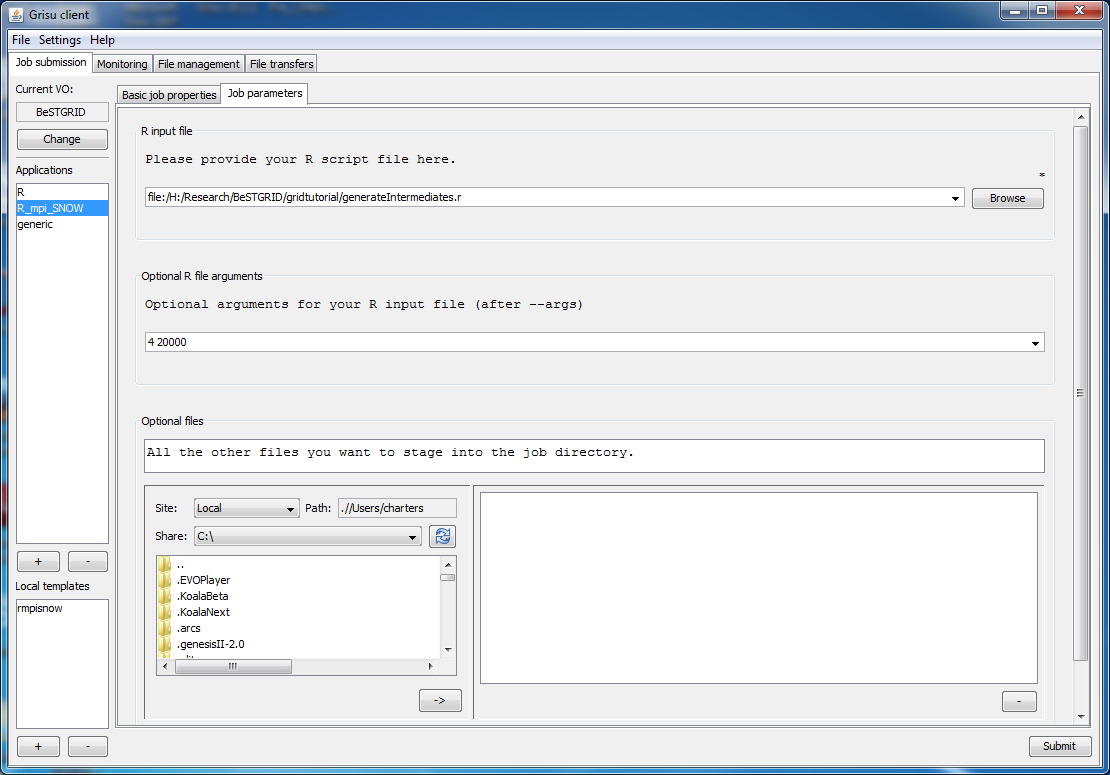 Grisu client
File Settings Help
Job submission Monitoring File management File transfers
Current VO:
BeSTGRID
Change
Applications
R
R_mpi_SNOW
generic
+ -
Local templates
rmpisnow
+ -
Basic job properties Job parameters
R input file
Please provide your R script file here.
*
file:/H:/Research/BeSTGRID/gridtutorial/generateIntermediates.r
Browse
Optional R file arguments
Optional arguments for your R input file (after --args)
4 20000
Optional files
All the other files you want to stage into the job directory.
Site: Local Path: .//Users/charters
Share: C:\
..
.EVOPlayer
.KoalaBeta
.KoalaNext
.arcs
.genesisII-2.0
->
-
Submit